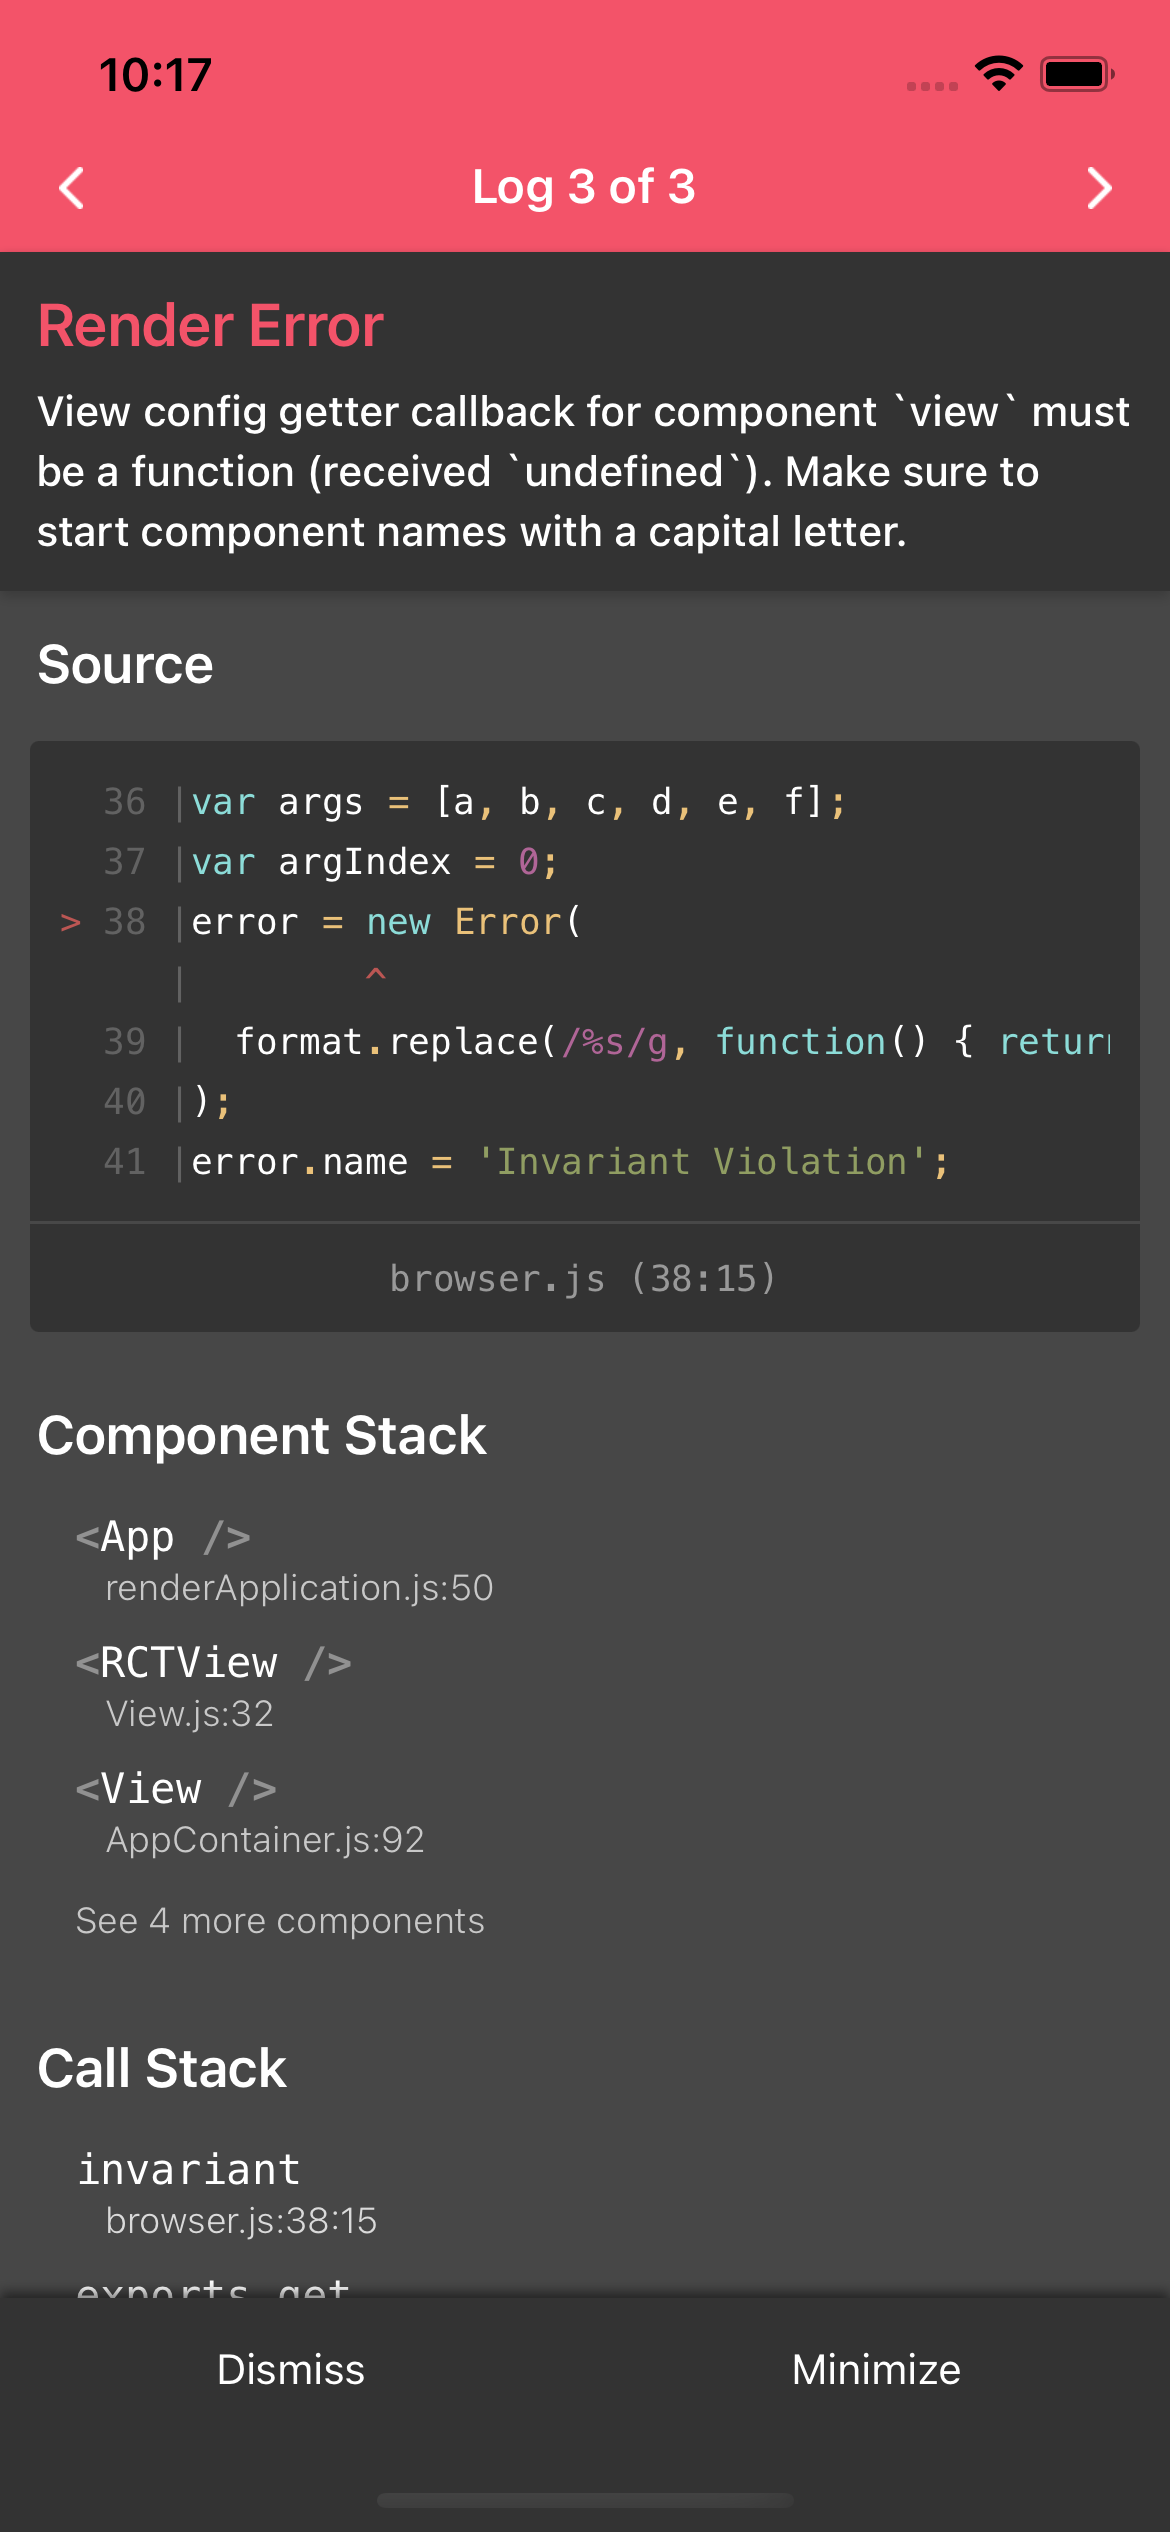 10:17
Log 3 of 3
Render Error
View config getter callback for component `view` must
be a function (received `undefined`). Make sure to
start component names with a capital letter.
Source
36 |var args = [a, b, c, d, e, f];
37 |var argIndex = 0;
> 38 |error = new Error(
| ^
39 | format.replace(/%s/g, function() { return
40 |);
41 |error.name = 'Invariant Violation';
browser.js (38:15)
Component Stack
<App />
renderApplication.js:50
<RCTView />
View.js:32
<View />
AppContainer.js:92
See 4 more components
Call Stack
invariant
browser.js:38:15
exports.get
Dismiss Minimize